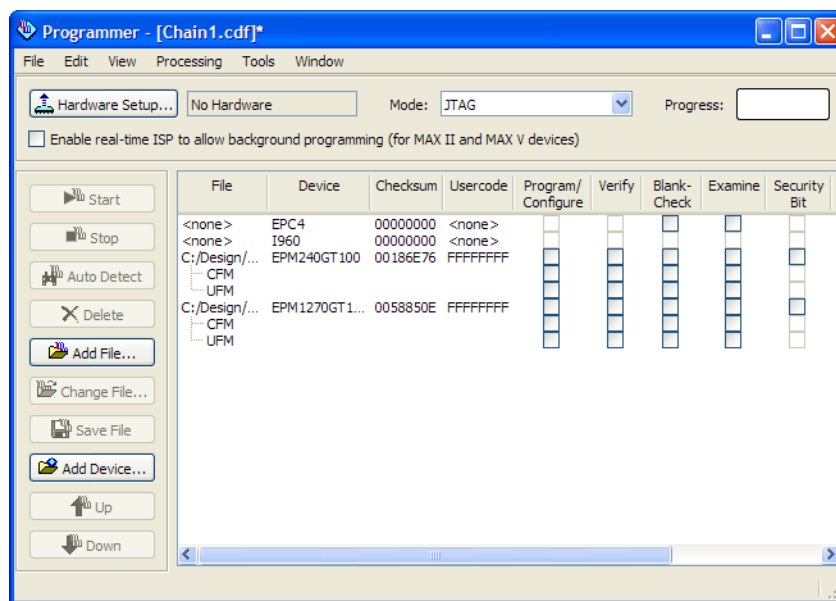 Programmer - [Chain1.cdf]*
File Edit View Processing Tools Window
Hardware Setup... No Hardware Mode: JTAG Progress:
Enable real-time ISP to allow background programming (for MAX II and MAX V devices)
Start
Stop
Auto Detect
Delete
Add File...
Change File...
Save File
Add Device...
Up
Down
File Device Checksum Usercode Program/ Verify Blank- Examine Security
Configure Check Bit
<none> EPC4 00000000 <none>
<none> I960 00000000 <none>
C:/Design/... EPM240GT100 00186E76 FFFFFFFF
CFM
UFM
C:/Design/... EPM1270GT1... 0058850E FFFFFFFF
CFM
UFM